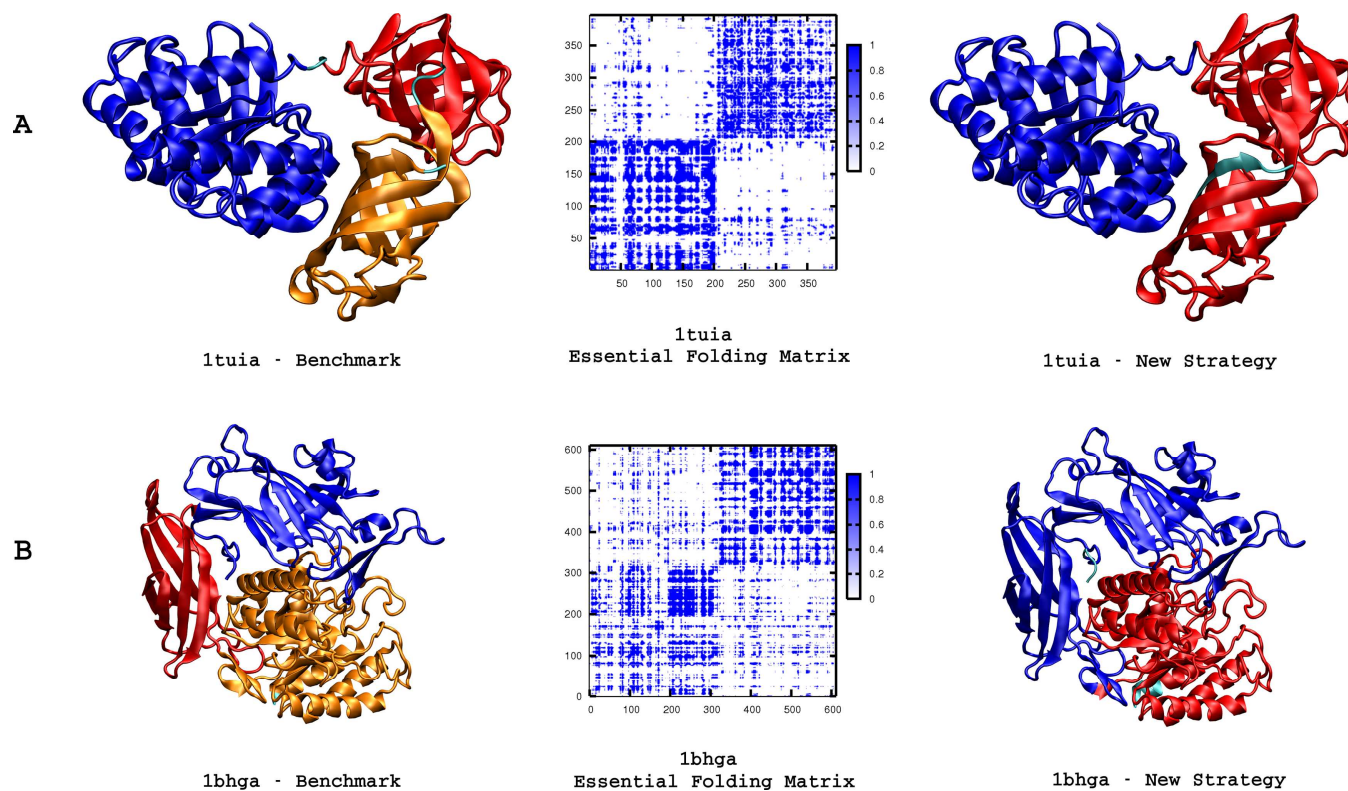 A
350
300
250
200
150
100
50
50 100 150 200 250 300 350
1
0.8
0.6
0.4
0.2
0
1tuia - Benchmark
1tuia
Essential Folding Matrix
1tuia - New Strategy
B
600
500
400
300
200
100
0
0 100 200 300 400 500 600
1
0.8
0.6
0.4
0.2
0
1bhga - Benchmark
1bhga
Essential Folding Matrix
1bhga - New Strategy